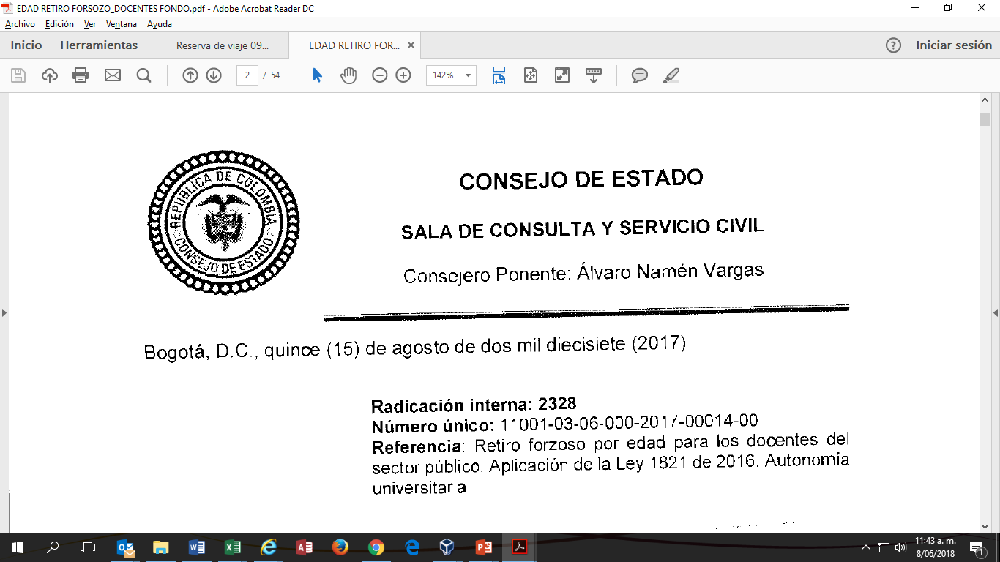 EDAD RETIRO FORSOZO_DOCENTES FONDO.pdf - Adobe Acrobat Reader DC
Archivo Edición Ver Ventana Ayuda
Inicio Herramientas Reserva de viaje 09... EDAD RETIRO FOR... × ? Iniciar sesión
2 / 54 142%
REPUBLICA DE COLOMBIA
CONSEJO DE ESTADO
CONSEJO DE ESTADO
SALA DE CONSULTA Y SERVICIO CIVIL
Consejero Ponente: Álvaro Namén Vargas
Bogotá, D.C., quince (15) de agosto de dos mil diecisiete (2017)
Radicación interna: 2328
Número único: 11001-03-06-000-2017-00014-00
Referencia: Retiro forzoso por edad para los docentes del
sector público. Aplicación de la Ley 1821 de 2016. Autonomía
universitaria
11:43 a. m.
8/06/2018
1